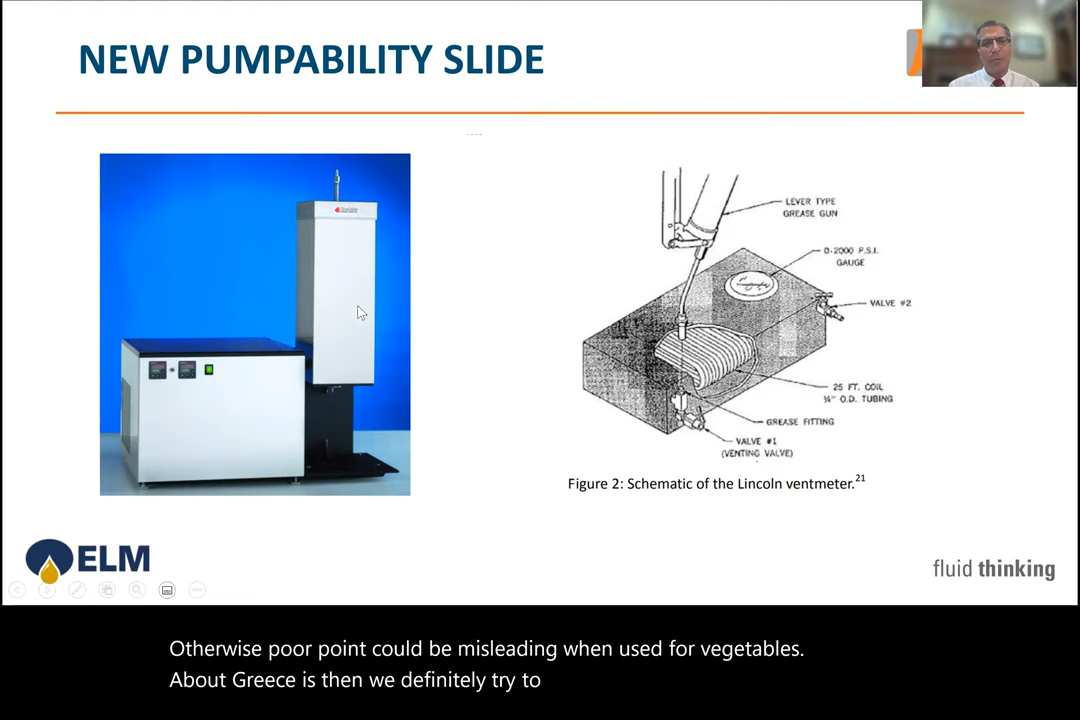 NEW PUMPABILITY SLIDE
LEVER TYPE
GREASE GUN
0-2000 P.S.I.
GAUGE
VALVE #2
25 FT. COIL
¼" O.D. TUBING
GREASE FITTING
VALVE #1
(VENTING VALVE)
Figure 2: Schematic of the Lincoln ventmeter.21
ELM
fluid thinking
Otherwise poor point could be misleading when used for vegetables.
About Greece is then we definitely try to